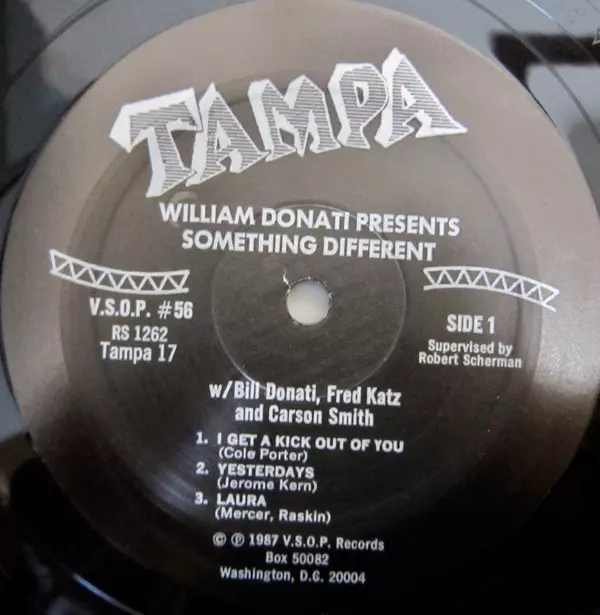 TAMPA
WILLIAM DONATI PRESENTS
SOMETHING DIFFERENT
V.S.O.P. #56
RS 1262
Tampa 17
SIDE 1
Supervised by
Robert Scherman
w/Bill Donati, Fred Katz
and Carson Smith
1. I GET A KICK OUT OF YOU
(Cole Porter)
2. YESTERDAYS
(Jerome Kern)
3. LAURA
(Mercer, Raskin)
© ℗ 1987 V.S.O.P. Records
Box 50082
Washington, D.C. 20004